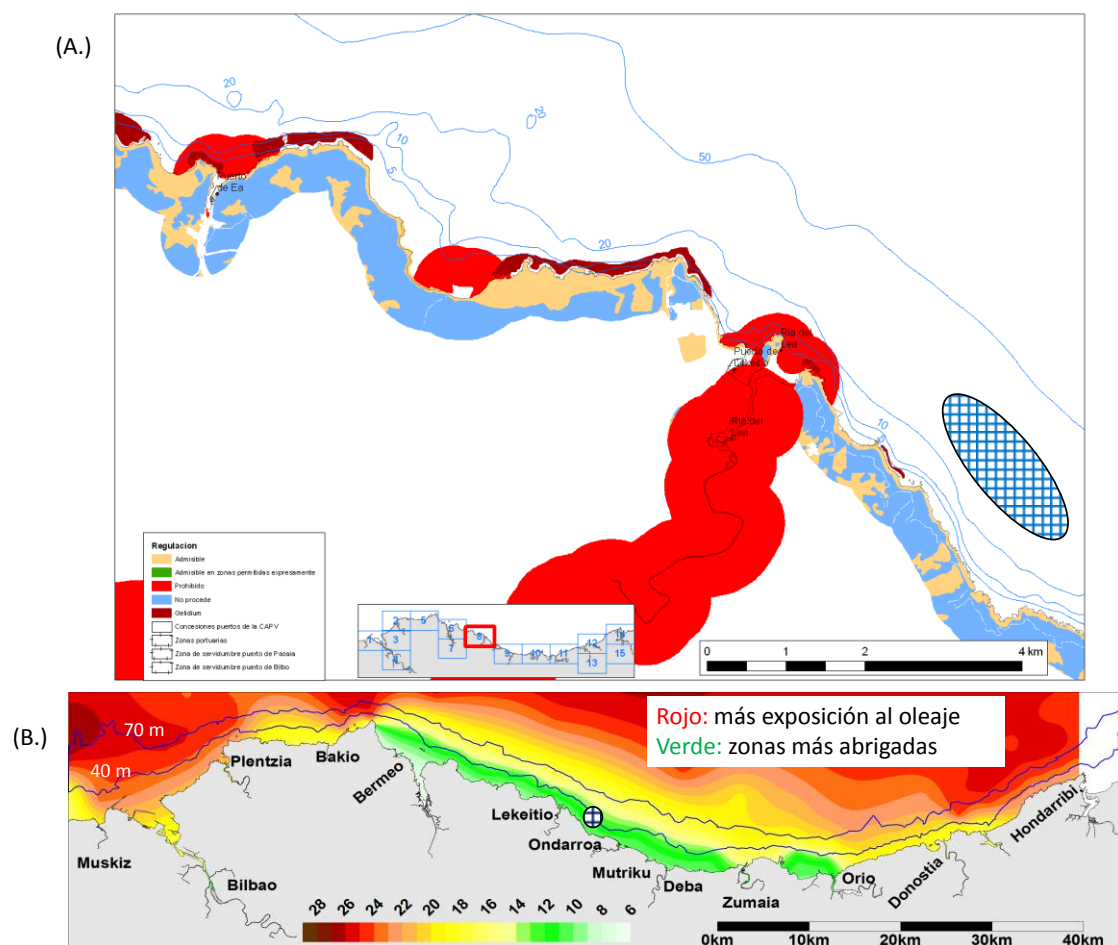 (A.)
20
20
10
5
50
Puerto
de Ea
20
Ria del
Lea
Puerto de
Ria del
Lea
10
5
Regulacion
Admisible
Admisible en zonas permitidas expresamente
Prohibido
No procede
Gelidium
Concesiones puertos de la CAPV
Zonas portuarias
Zona de servidumbre puerto de Pasaia
Zona de servidumbre puerto de Bilbo
1 2 3 4 5 6 7 8 9 10 11 12 13 14 15
0 0,5 1 2 4 km
(B.)
70 m
40 m
Rojo: más exposición al oleaje
Verde: zonas más abrigadas
Plentzia
Bakio
Bermeo
Lekeitio
Ondarroa
Muskiz
Bilbao
Mutriku
Deba
Zumaia
Orio
Donostia
Hondarribi
28 26 24 22 20 18 16 14 12 10 8 6
0km 10km 20km 30km 40km